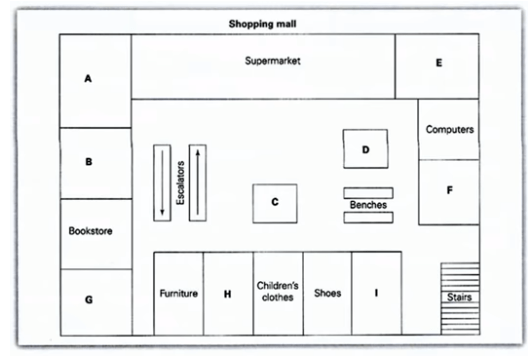 Shopping mall
A
Supermarket
E
Computers
B
Escalators
D
F
C
Benches
Bookstore
G
Furniture
H
Children's
clothes
Shoes
I
Stairs